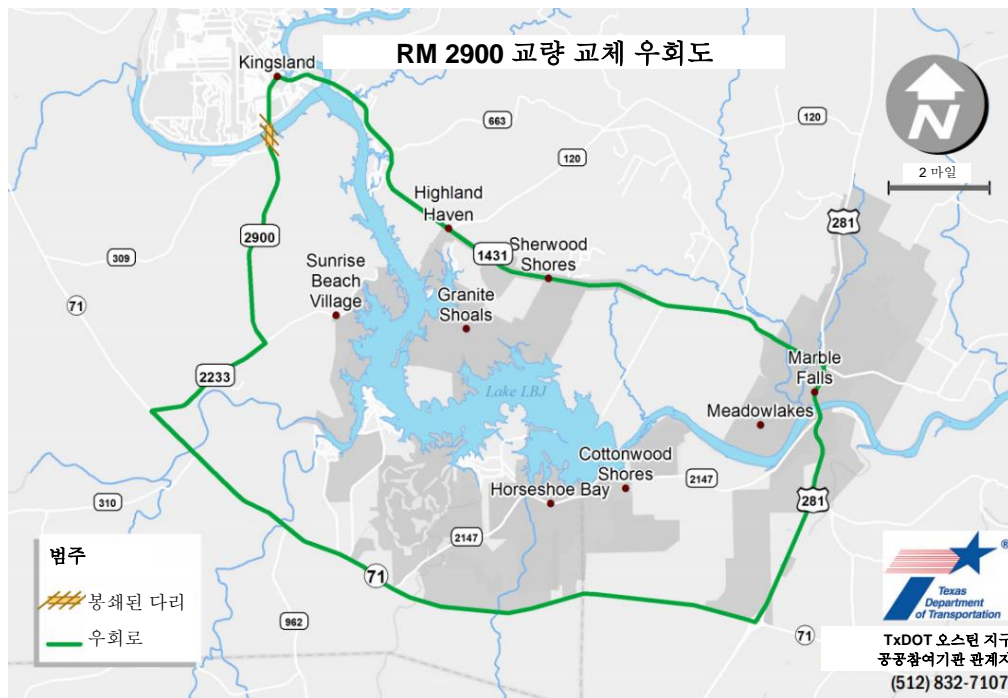 RM 2900 교량 교체 우회도
Kingsland
663
120
120
2 마일
N
Highland
Haven
281
2900
1431
Sherwood
Shores
309
Sunrise
Beach
Village
Granite
Shoals
71
2233
Marble
Falls
Lake LBJ
Meadowlakes
Cottonwood
Shores
2147
310
Horseshoe Bay
281
2147
범주
71
봉쇄된 다리
962
우회로
71
®
Texas
Department
of Transportation
TxDOT 오스틴 지구
공공참여기관 관계자
(512) 832-7107